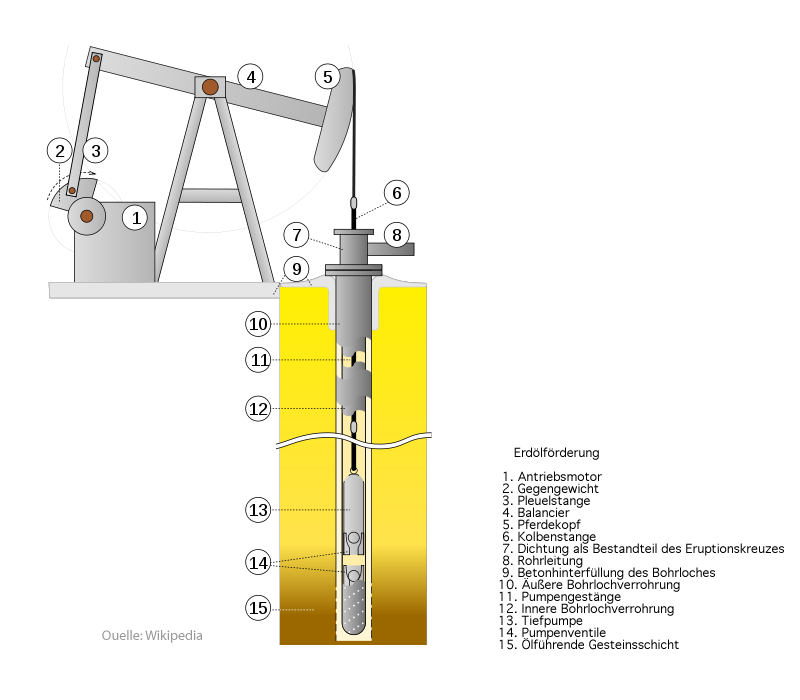 4
5
2
3
6
1
7
8
9
10
11
12
13
14
15
Erdölförderung
1. Antriebsmotor
2. Gegengewicht
3. Pleuelstange
4. Balancier
5. Pferdekopf
6. Kolbenstange
7. Dichtung als Bestandteil des Eruptionskreuzes
8. Rohrleitung
9. Betonhinterfüllung des Bohrloches
10. Äußere Bohrlochverrohrung
11. Pumpengestänge
12. Innere Bohrlochverrohrung
13. Tiefpumpe
14. Pumpenventile
15. Ölführende Gesteinsschicht
Quelle: Wikipedia